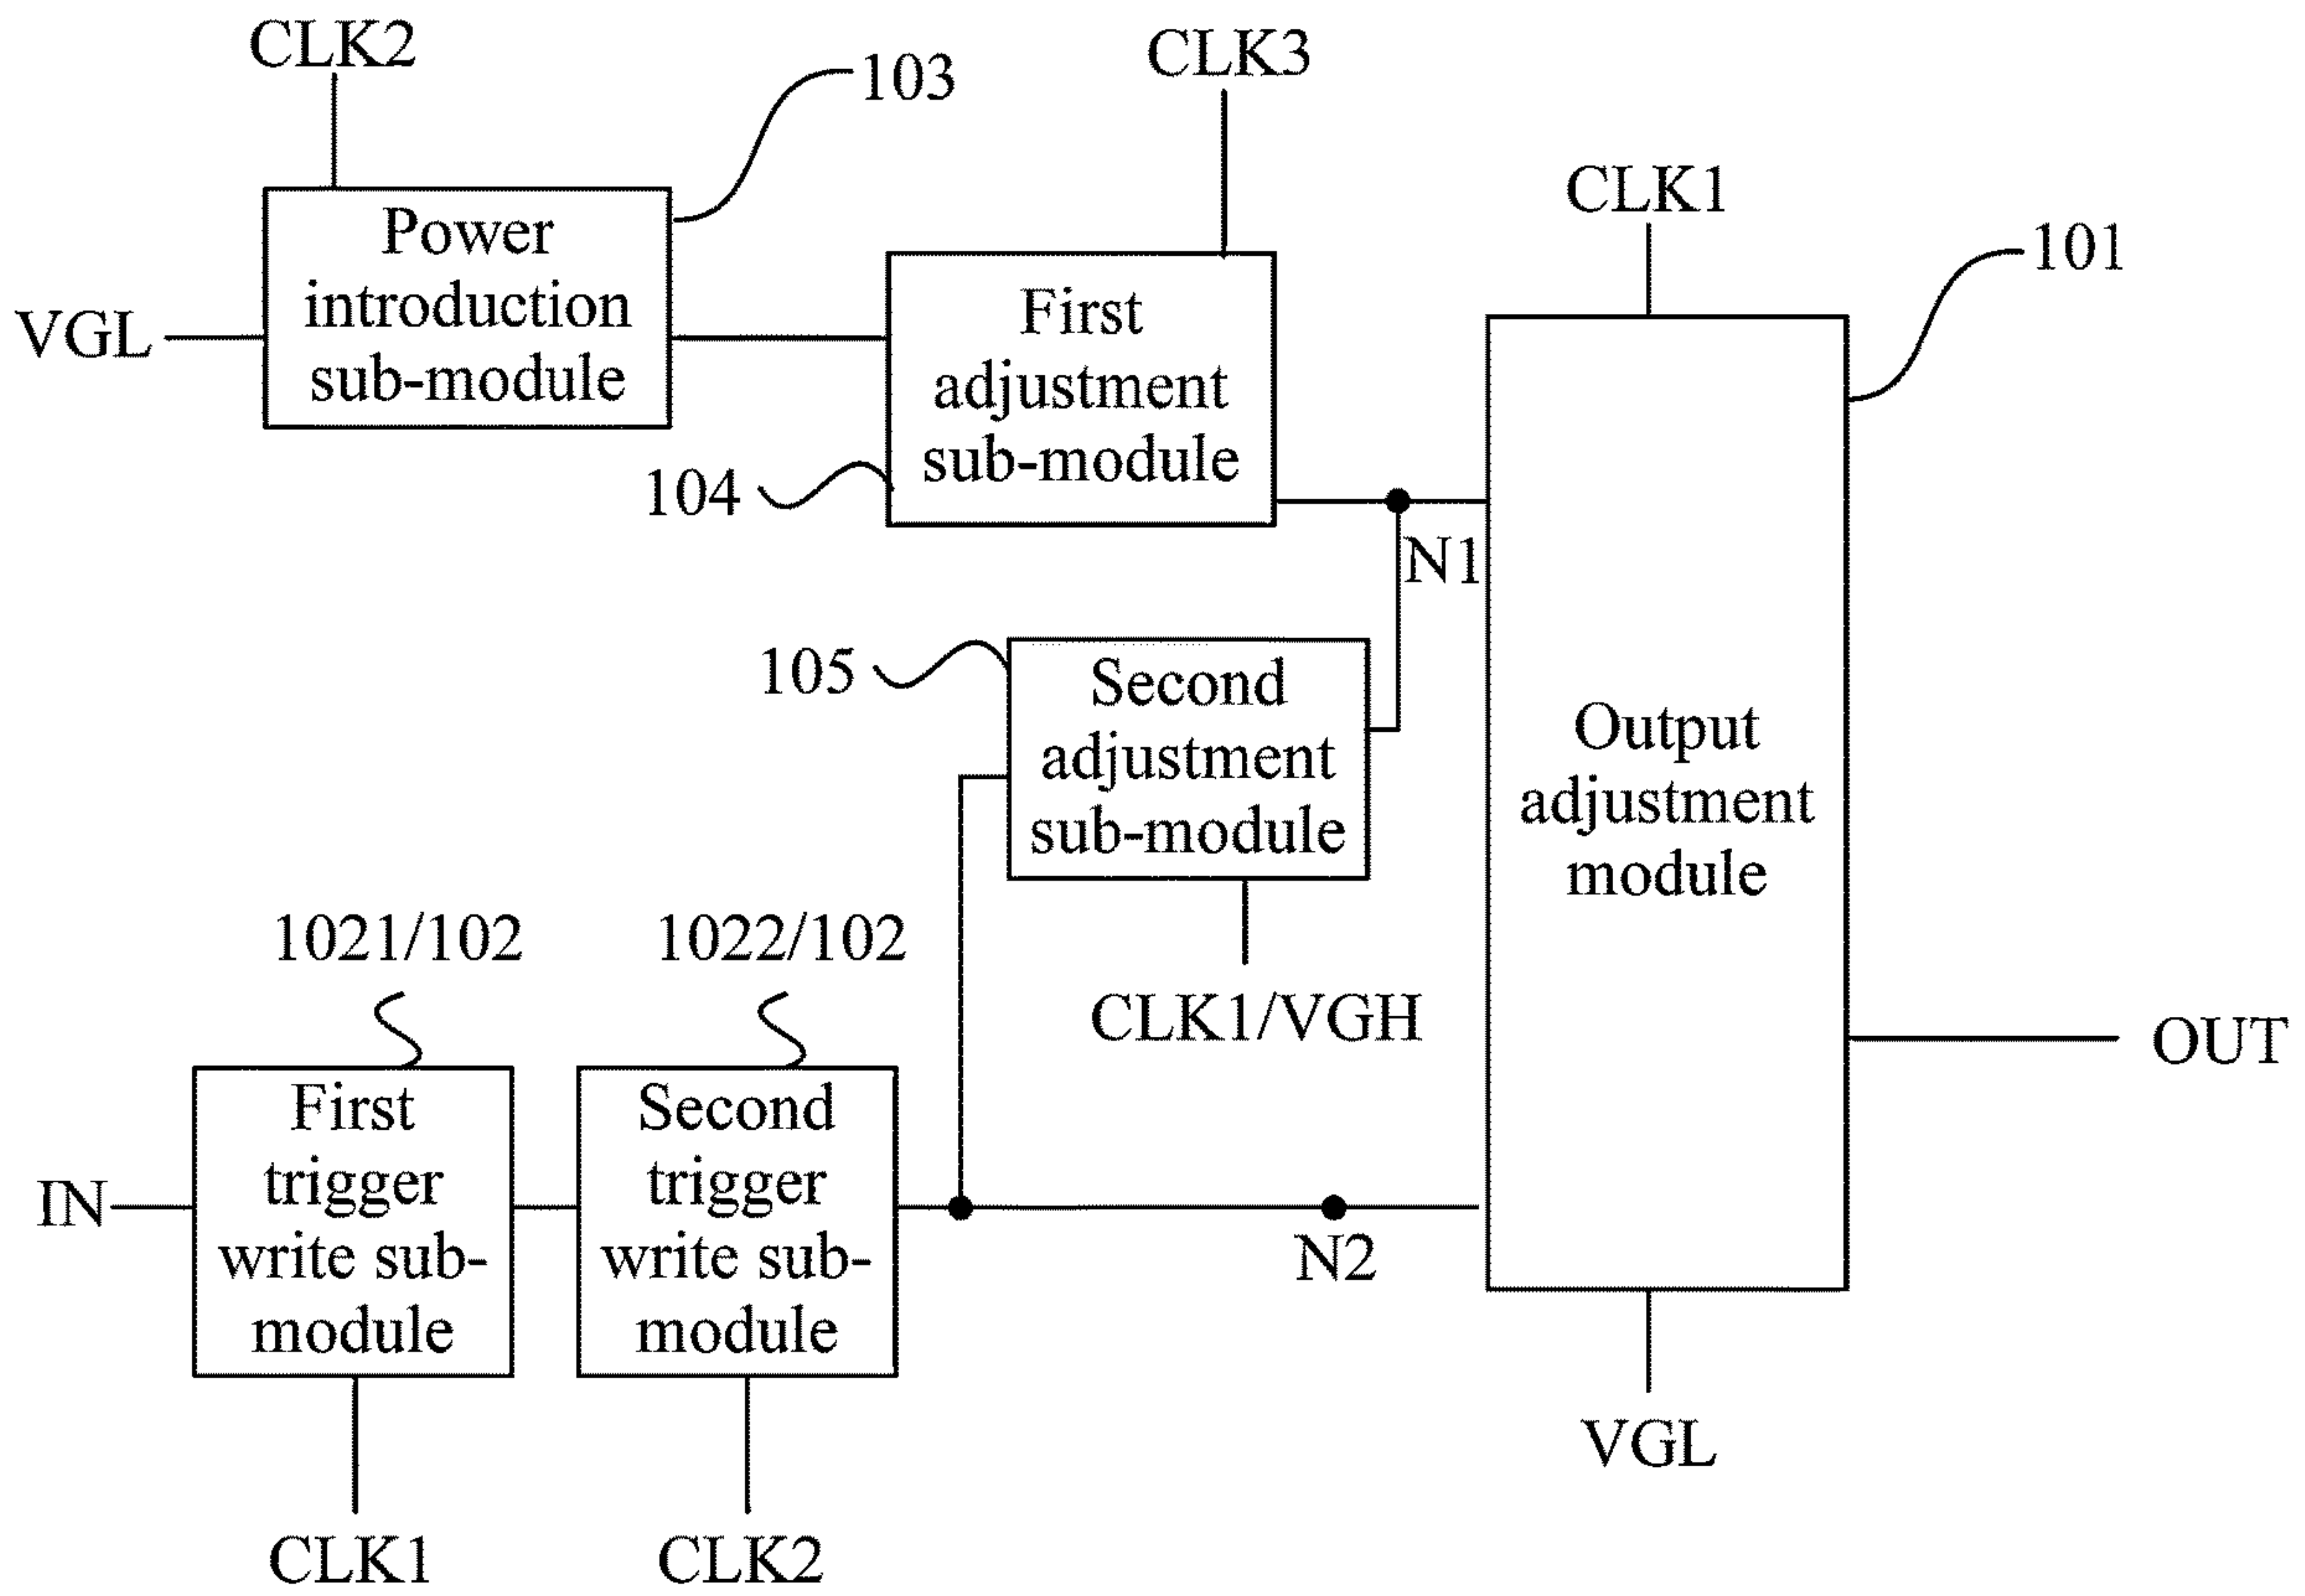 CLK2
103
CLK3
CLK1
101
Power
introduction
sub-module
VGL
First
adjustment
sub-module
104
N1
105
Second
adjustment
sub-module
Output
adjustment
module
1021/102
1022/102
CLK1/VGH
OUT
First
trigger
write sub-
module
Second
trigger
write sub-
module
IN
N2
VGL
CLK1
CLK2